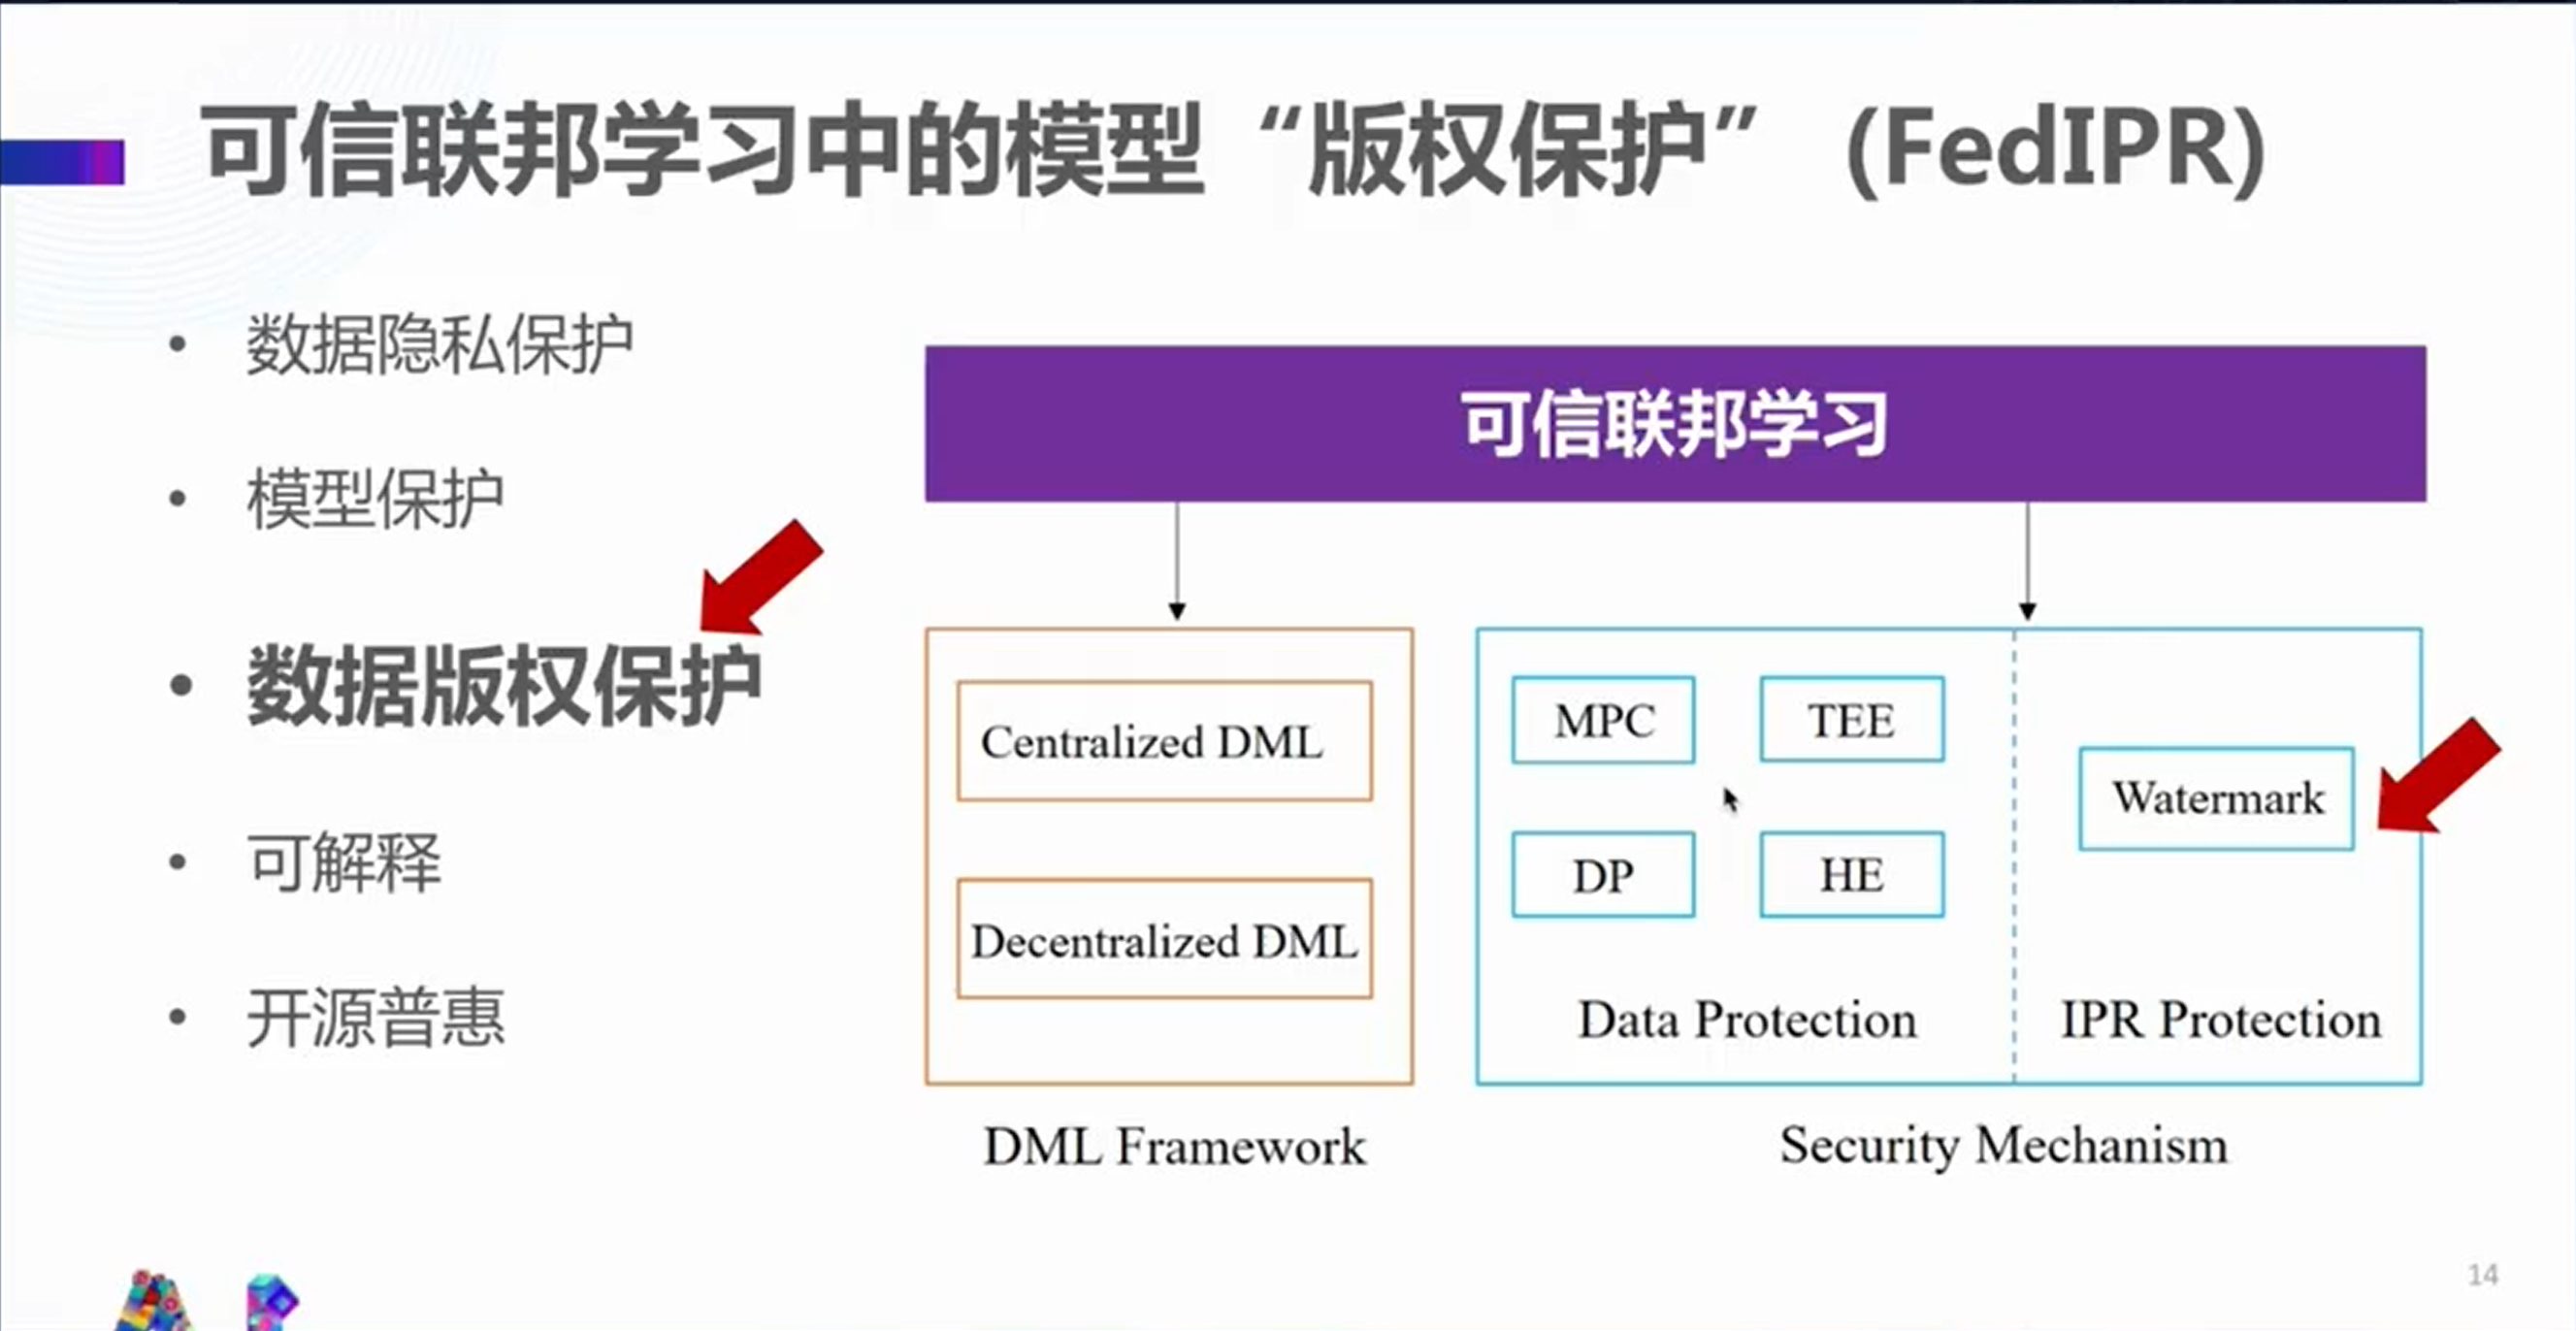 可信联邦学习中的模型“版权保护” (FedIPR)
• 数据隐私保护
• 模型保护
• 数据版权保护
• 可解释
• 开源普惠
可信联邦学习
Centralized DML
Decentralized DML
DML Framework
MPC
TEE
DP
HE
Data Protection
Watermark
IPR Protection
Security Mechanism
14